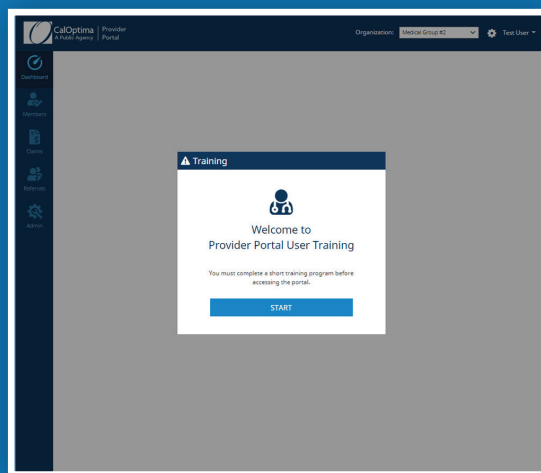 CalOptima
A Public Agency
Provider
Portal
Organization:
Medical Group #2
Test User
Dashboard
Members
Claims
Referrals
Admin
Training
Welcome to
Provider Portal User Training
You must complete a short training program before
accessing the portal.
START